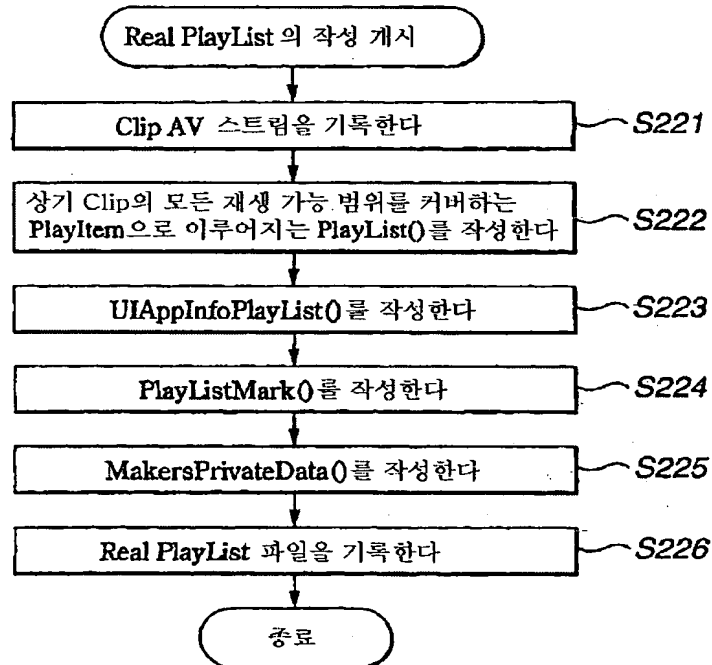 Real PlayList 의 작성 게시
Clip AV 스트림을 기록한다
S221
상기 Clip의 모든 재생 가능 범위를 커버하는
PlayItem으로 이루어지는 PlayList()를 작성한다
S222
UIAppInfoPlayList()를 작성한다
S223
PlayListMark()를 작성한다
S224
MakersPrivateData()를 작성한다
S225
Real PlayList 파일을 기록한다
S226
종료